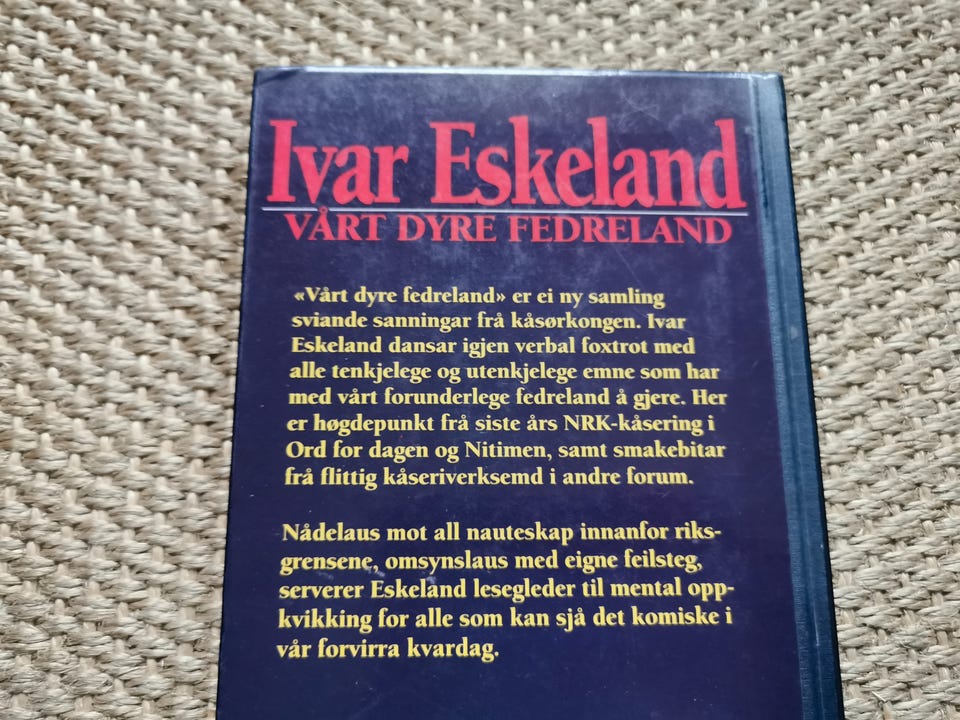 Ivar Eskeland
VÅRT DYRE FEDRELAND
«Vårt dyre fedreland» er ei ny samling
sviande sanningar frå kåsørkongen. Ivar
Eskeland dansar igjen verbal foxtrot med
alle tenkjelege og utenkjelege emne som har
med vårt forunderlege fedreland å gjere. Her
er høgdepunkt frå siste års NRK-kåsering i
Ord for dagen og Nitimen, samt smakebitar
frå flittig kåseriverksemd i andre forum.
Nådelaus mot all nauteskap innanfor riks-
grensene, omsynslaus med eigne feilsteg,
serverer Eskeland lesegleder til mental opp-
kvikking for alle som kan sjå det komiske i
vår forvirra kvardag.